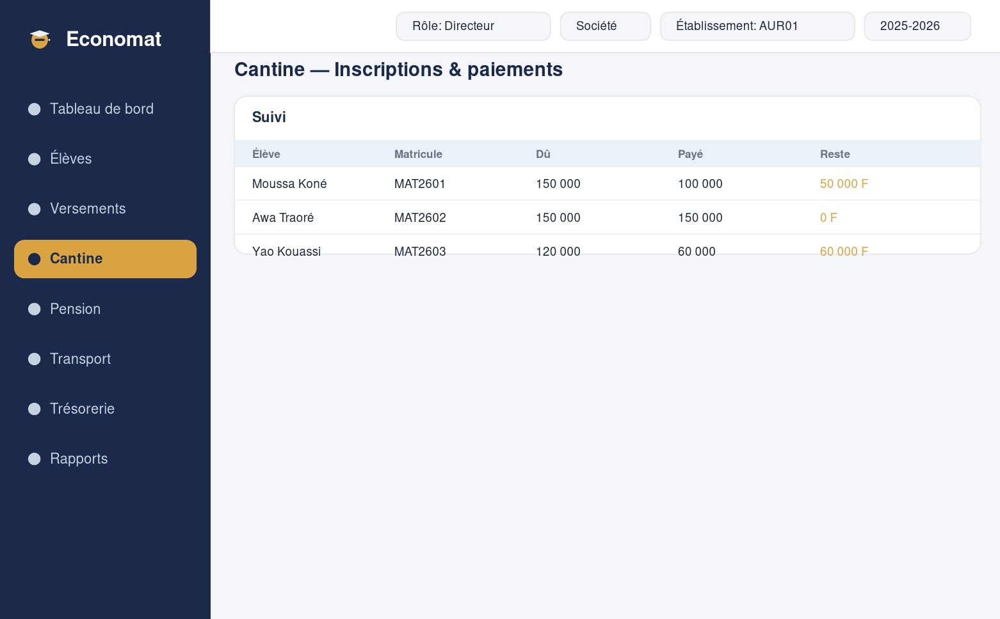 Economat
Rôle: Directeur
Société
Établissement: AUR01
2025-2026
Tableau de bord
Élèves
Versements
Cantine
Pension
Transport
Trésorerie
Rapports
Cantine — Inscriptions & paiements
Suivi
Élève Matricule Dû Payé Reste
Moussa Koné MAT2601 150 000 100 000 50 000 F
Awa Traoré MAT2602 150 000 150 000 0 F
Yao Kouassi MAT2603 120 000 60 000 60 000 F